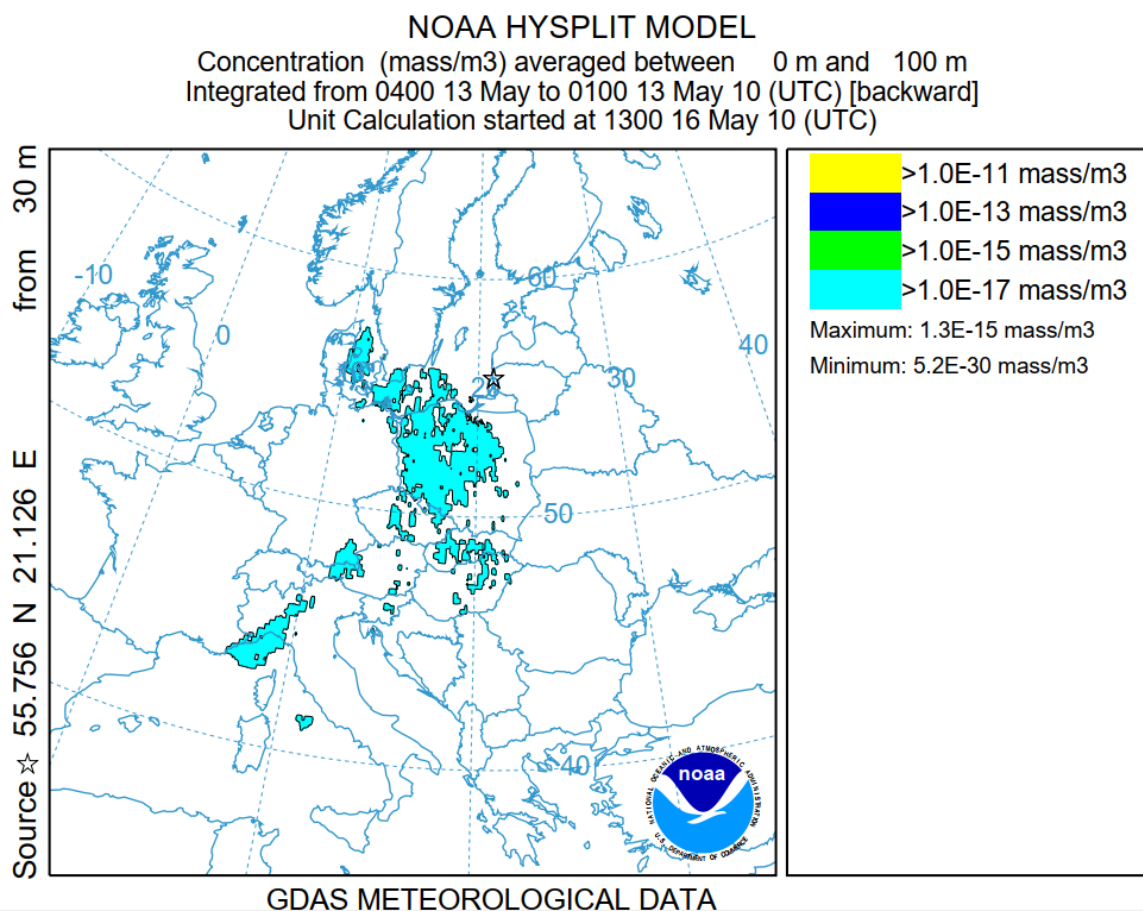 NOAA HYSPLIT MODEL
Concentration (mass/m3) averaged between 0 m and 100 m
Integrated from 0400 13 May to 0100 13 May 10 (UTC) [backward]
Unit Calculation started at 1300 16 May 10 (UTC)
Source ☆ 55.756 N 21.126 E from 30 m
>1.0E-11 mass/m3
>1.0E-13 mass/m3
>1.0E-15 mass/m3
>1.0E-17 mass/m3
Maximum: 1.3E-15 mass/m3
Minimum: 5.2E-30 mass/m3
-10
60
0
40
30
50
40
NATIONAL OCEANIC AND ATMOSPHERIC ADMINISTRATION
noaa
U.S. DEPARTMENT OF COMMERCE
GDAS METEOROLOGICAL DATA